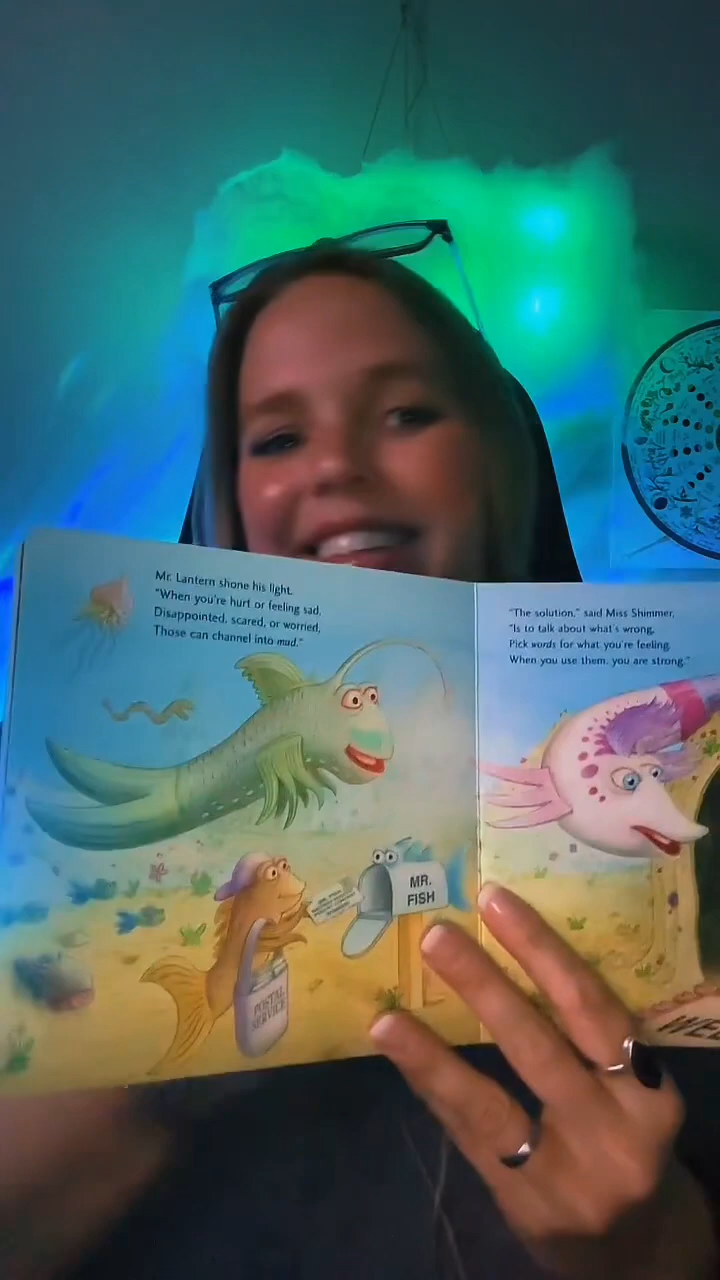 Mr. Lantern shone his light.
"When you're hurt or feeling sad,
Disappointed, scared, or worried,
Those can channel into mad."
"The solution," said Miss Shimmer,
"Is to talk about what's wrong,
Pick words for what you're feeling.
When you use them, you are strong."
MR.
FISH
POSTAL
SERVICE